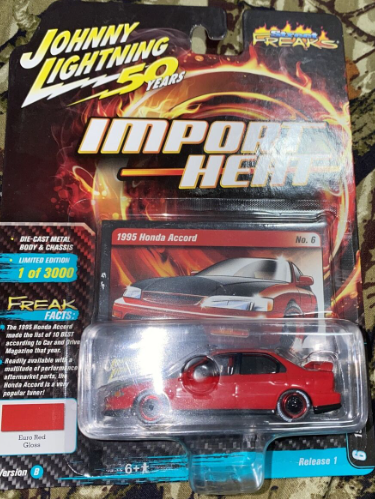 JOHNNY
LIGHTNING
50
YEARS
STREET
FREAKS
IMPORT
HEAT
1995 Honda Accord
No. 6
• DIE-CAST METAL
BODY & CHASSIS
• LIMITED EDITION
1 of 3000
FREAK
FACTS:
The 1995 Honda Accord
made the list of 10 BEST
according to Car and Driver
Magazine that year.
Readily available with a
multitude of performance
aftermarket parts, the
Honda Accord is a very
popular tuner!
Euro Red
Gloss
Version B
AGES 6+
Release 1